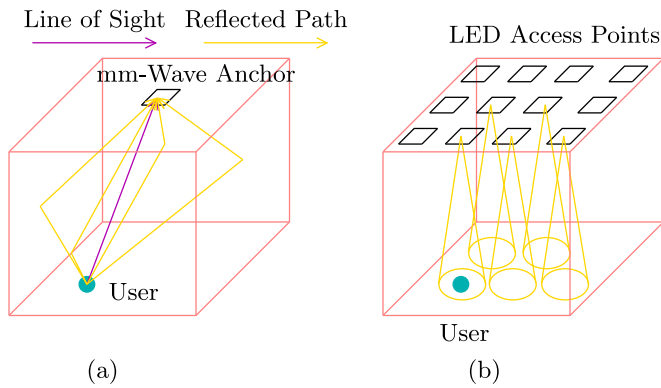 Line of Sight
Reflected Path
mm-Wave Anchor
User
(a)
LED Access Points
User
(b)